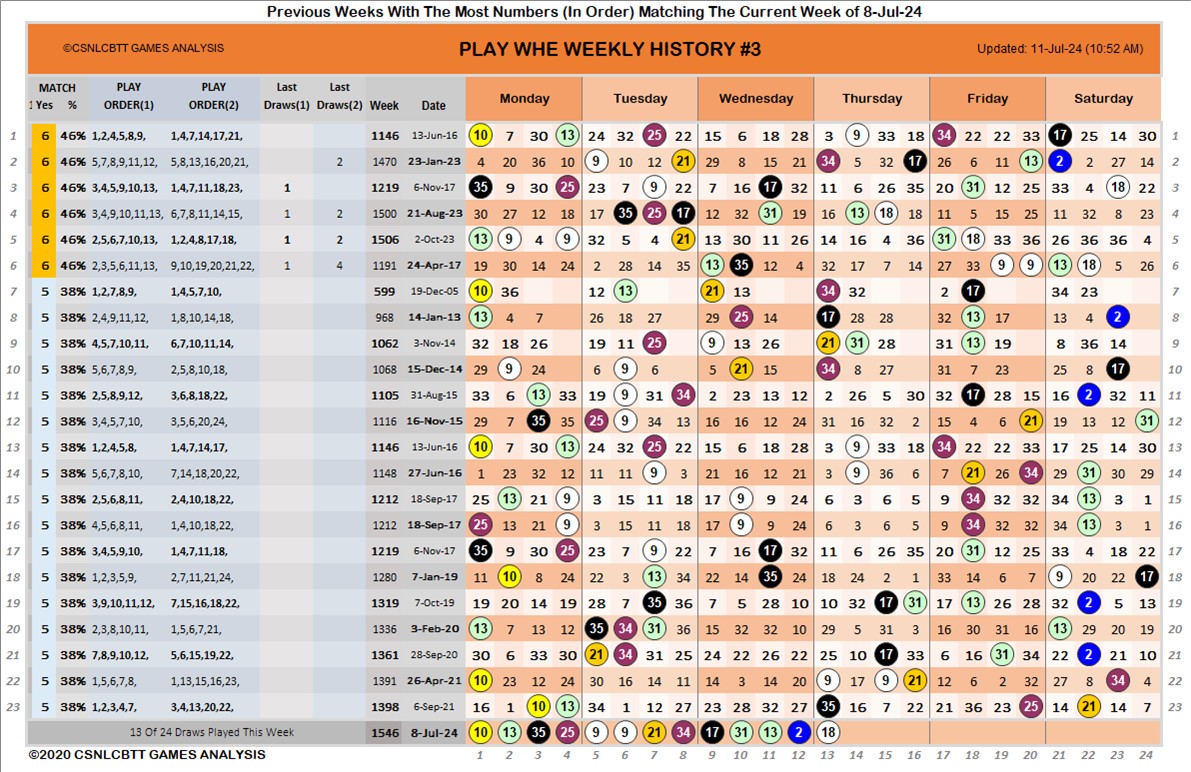 Previous Weeks With The Most Numbers (In Order) Matching The Current Week of 8-Jul-24
©CSNLCBTT GAMES ANALYSIS PLAY WHE WEEKLY HISTORY #3 Updated: 11-Jul-24 (10:52 AM)
MATCH PLAY PLAY Last Last
1 Yes % ORDER(1) ORDER(2) Draws(1) Draws(2) Week Date Monday Tuesday Wednesday Thursday Friday Saturday
1 6 46% 1,2,4,5,8,9, 1,4,7,14,17,21, 1146 13-Jun-16 10 7 30 13 24 32 25 22 15 6 18 28 3 9 33 18 34 22 22 33 17 25 14 30 1
2 6 46% 5,7,8,9,11,12, 5,8,13,16,20,21, 2 1470 23-Jan-23 4 20 36 10 9 10 12 21 29 8 15 21 34 5 32 17 26 6 11 13 2 2 27 14 2
3 6 46% 3,4,5,9,10,13, 1,4,7,11,18,23, 1 1219 6-Nov-17 35 9 30 25 23 7 9 22 7 16 17 32 11 6 26 35 20 31 12 25 33 4 18 22 3
4 6 46% 3,4,9,10,11,13, 6,7,8,11,14,15, 1 2 1500 21-Aug-23 30 27 12 18 17 35 25 17 12 32 31 19 16 13 18 18 11 5 15 25 11 32 8 23 4
5 6 46% 2,5,6,7,10,13, 1,2,4,8,17,18, 1 2 1506 2-Oct-23 13 9 4 9 32 5 4 21 13 30 11 26 14 16 4 36 31 18 33 36 26 36 36 4 5
6 6 46% 2,3,5,6,11,13, 9,10,19,20,21,22, 1 4 1191 24-Apr-17 19 30 14 24 2 28 14 35 13 35 12 4 32 17 7 14 27 33 9 9 13 18 5 26 6
7 5 38% 1,2,7,8,9, 1,4,5,7,10, 599 19-Dec-05 10 36 12 13 21 13 34 32 2 17 34 23 7
8 5 38% 2,4,9,11,12, 1,8,10,14,18, 968 14-Jan-13 13 4 7 26 18 27 29 25 14 17 28 28 32 13 17 13 4 2 8
9 5 38% 4,5,7,10,11, 6,7,10,11,14, 1062 3-Nov-14 32 18 26 19 11 25 9 13 26 21 31 28 31 13 19 8 36 14 9
10 5 38% 5,6,7,8,9, 2,5,8,10,18, 1068 15-Dec-14 29 9 24 6 9 6 5 21 15 34 8 27 31 7 23 25 8 17 10
11 5 38% 2,5,8,9,12, 3,6,8,18,22, 1105 31-Aug-15 33 6 13 33 19 9 31 34 2 23 13 12 2 26 5 30 32 17 28 15 16 2 32 11 11
12 5 38% 3,4,5,7,10, 3,5,6,20,24, 1116 16-Nov-15 29 7 35 35 25 9 34 13 16 16 12 24 31 16 32 2 15 4 6 21 19 13 12 31 12
13 5 38% 1,2,4,5,8, 1,4,7,14,17, 1146 13-Jun-16 10 7 30 13 24 32 25 22 15 6 18 28 3 9 33 18 34 22 22 33 17 25 14 30 13
14 5 38% 5,6,7,8,10, 7,14,18,20,22, 1148 27-Jun-16 1 23 32 12 11 11 9 3 21 16 12 21 3 9 36 14 7 21 26 34 22 31 30 29 14
15 5 38% 2,5,6,8,11, 2,4,10,18,22, 1212 18-Sep-17 25 13 21 9 3 15 11 18 17 9 9 24 6 3 6 5 9 34 32 32 34 13 3 1 15
16 5 38% 4,5,6,8,11, 1,4,10,18,22, 1212 18-Sep-17 25 13 21 9 3 15 11 18 17 9 9 24 6 3 6 5 9 34 32 32 34 13 3 1 16
17 5 38% 3,4,5,9,10, 1,4,7,11,18, 1219 6-Nov-17 35 9 30 25 23 7 9 22 7 16 17 32 11 6 26 35 20 31 12 25 33 4 18 22 17
18 5 38% 1,2,3,5,9, 2,7,11,21,24, 1280 7-Jan-19 11 10 8 24 22 3 13 34 22 14 35 24 18 24 2 1 33 14 6 7 9 20 22 17 18
19 5 38% 3,9,10,11,12, 7,15,16,18,22, 1319 7-Oct-19 19 20 14 19 28 7 35 36 7 5 28 10 10 32 17 31 17 13 26 28 32 2 5 13 19
20 5 38% 2,3,8,10,11, 1,5,6,7,21, 1336 3-Feb-20 13 7 13 12 35 34 31 36 15 32 32 10 29 5 31 3 16 30 31 16 13 29 20 19 20
21 5 38% 7,8,9,10,12, 5,6,15,19,22, 1361 28-Sep-20 30 6 33 30 21 34 31 25 24 22 26 22 25 10 17 33 6 16 31 34 22 2 21 10 21
22 5 38% 1,5,6,7,8, 1,13,15,16,23, 1391 26-Apr-21 10 23 12 24 30 16 14 11 14 3 14 20 9 17 9 21 12 6 2 32 27 8 34 4 22
23 5 38% 1,2,3,4,7, 3,4,13,20,22, 1398 6-Sep-21 16 1 10 13 34 1 12 27 23 28 32 27 35 16 7 22 21 36 23 25 14 21 14 7 23
13 Of 24 Draws Played This Week 1546 8-Jul-24 10 13 35 25 9 9 21 34 17 31 13 2 18
©2020 CSNLCBTT GAMES ANALYSIS 1 2 3 4 5 6 7 8 9 10 11 12 13 14 15 16 17 18 19 20 21 22 23 24